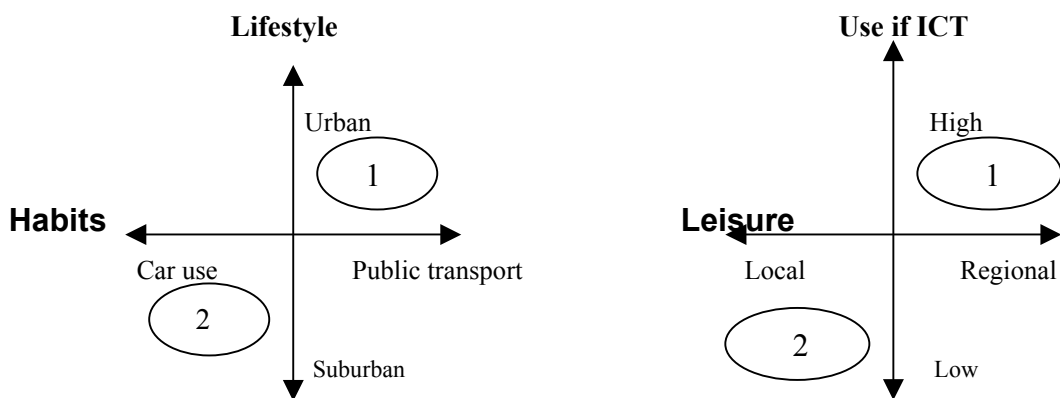 Lifestyle
Urban
1
Habits
Car use
Public transport
2
Suburban
Use if ICT
High
1
Leisure
Local
Regional
2
Low